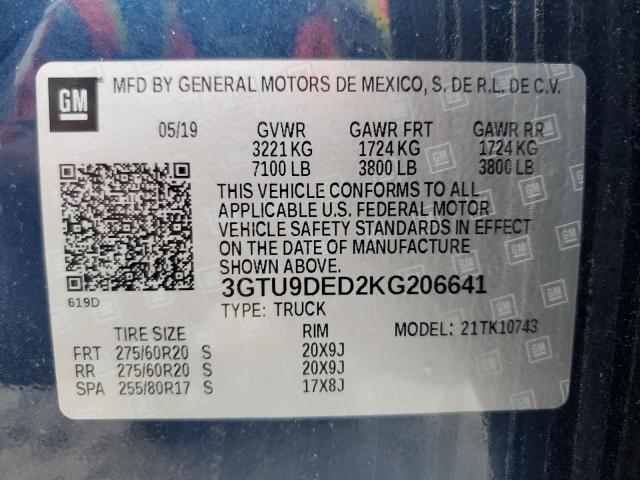 GM MFD BY GENERAL MOTORS DE MEXICO, S. DE R.L. DE C.V.
05/19 GVWR GAWR FRT GAWR RR
3221 KG 1724 KG 1724 KG
7100 LB 3800 LB 3800 LB
THIS VEHICLE CONFORMS TO ALL
APPLICABLE U.S. FEDERAL MOTOR
VEHICLE SAFETY STANDARDS IN EFFECT
ON THE DATE OF MANUFACTURE
SHOWN ABOVE.
619D
3GTU9DED2KG206641
TYPE: TRUCK MODEL: 21TK10743
TIRE SIZE RIM
FRT 275/60R20 S 20X9J
RR 275/60R20 S 20X9J
SPA 255/80R17 S 17X8J